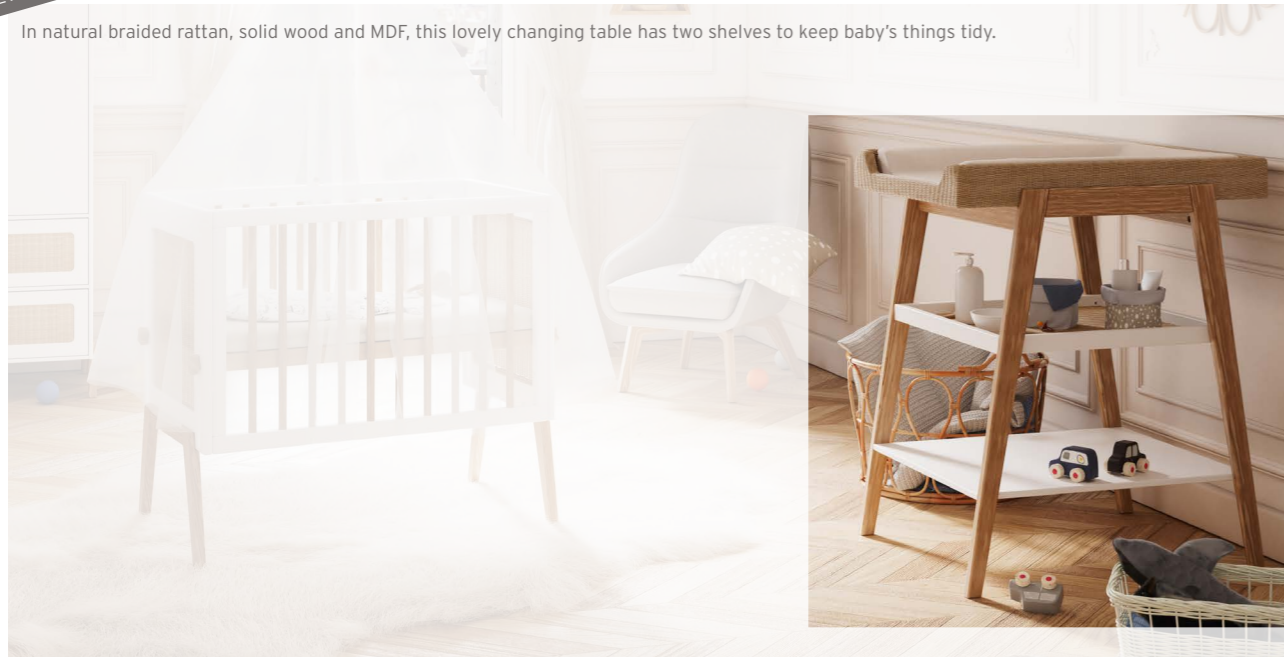 In natural braided rattan, solid wood and MDF, this lovely changing table has two shelves to keep baby's things tidy.